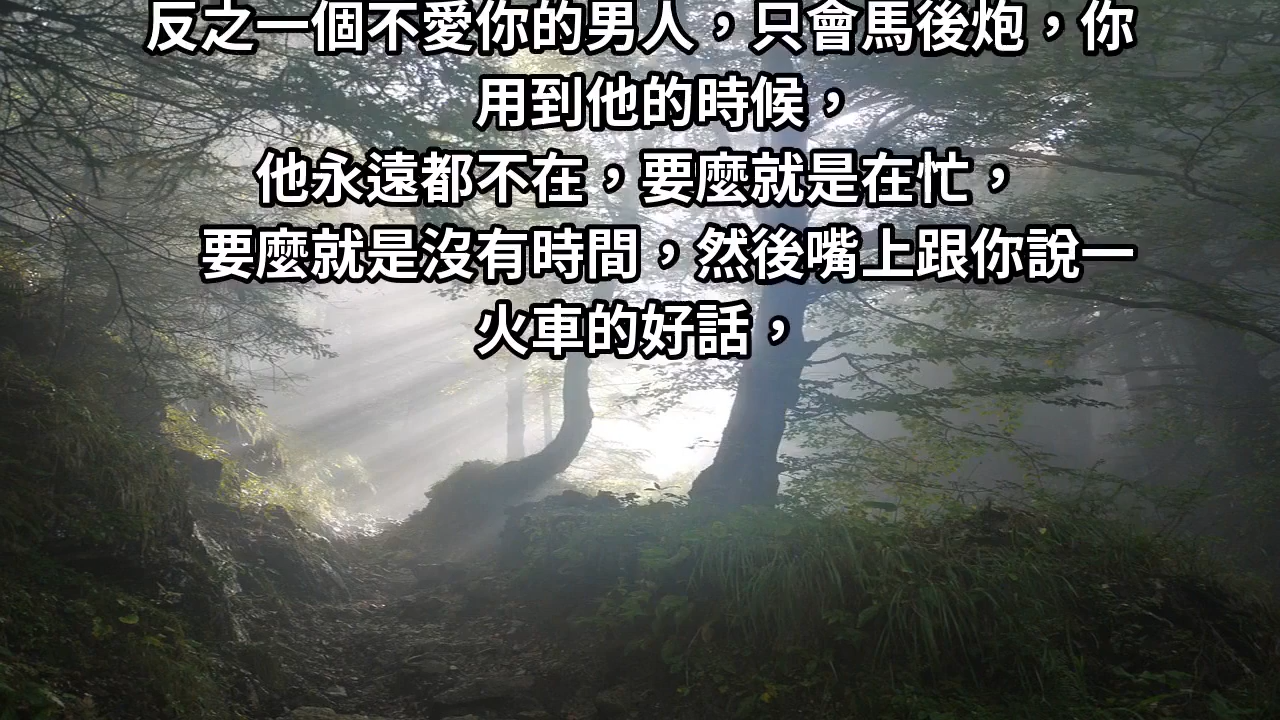 反之一個不愛你的男人，只會馬後炮，你
用到他的時候，
他永遠都不在，要麼就是在忙，
要麼就是沒有時間，然後嘴上跟你說一
火車的好話，